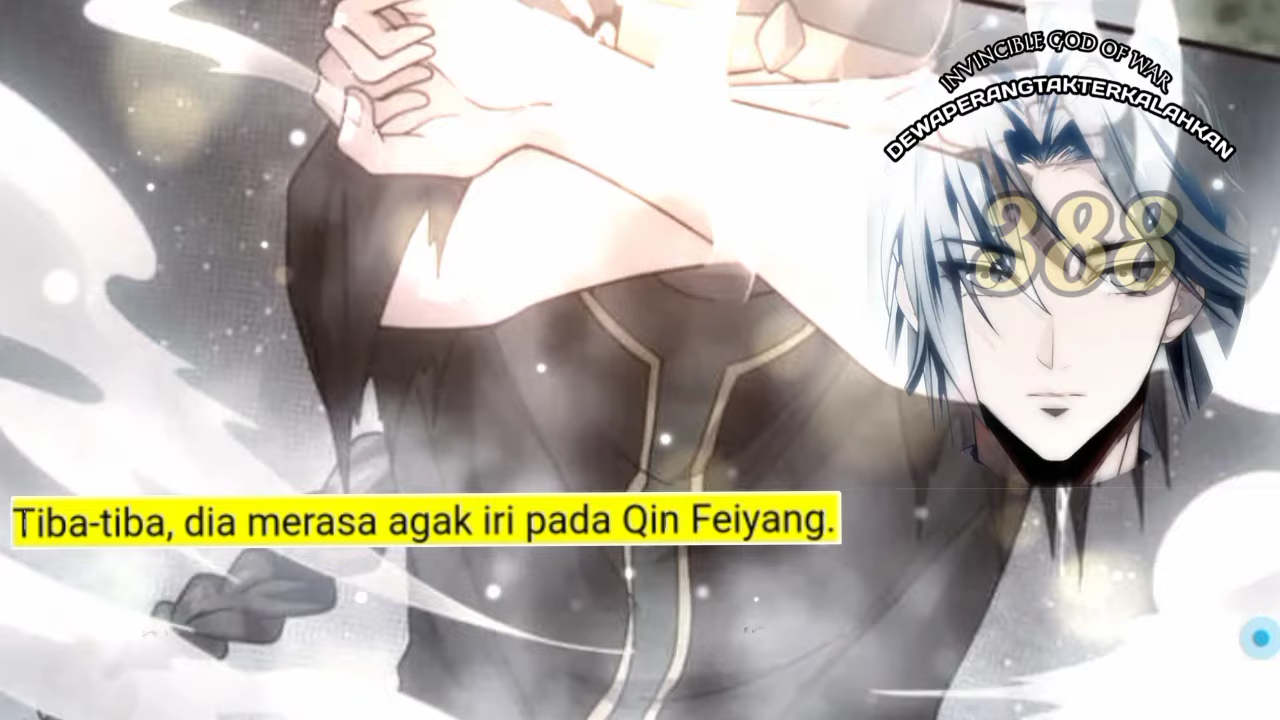 INVINCIBLE GOD OF WAR
DEWAPERANGTAKTERKALAHKAN
388
Tiba-tiba, dia merasa agak iri pada Qin Feiyang.